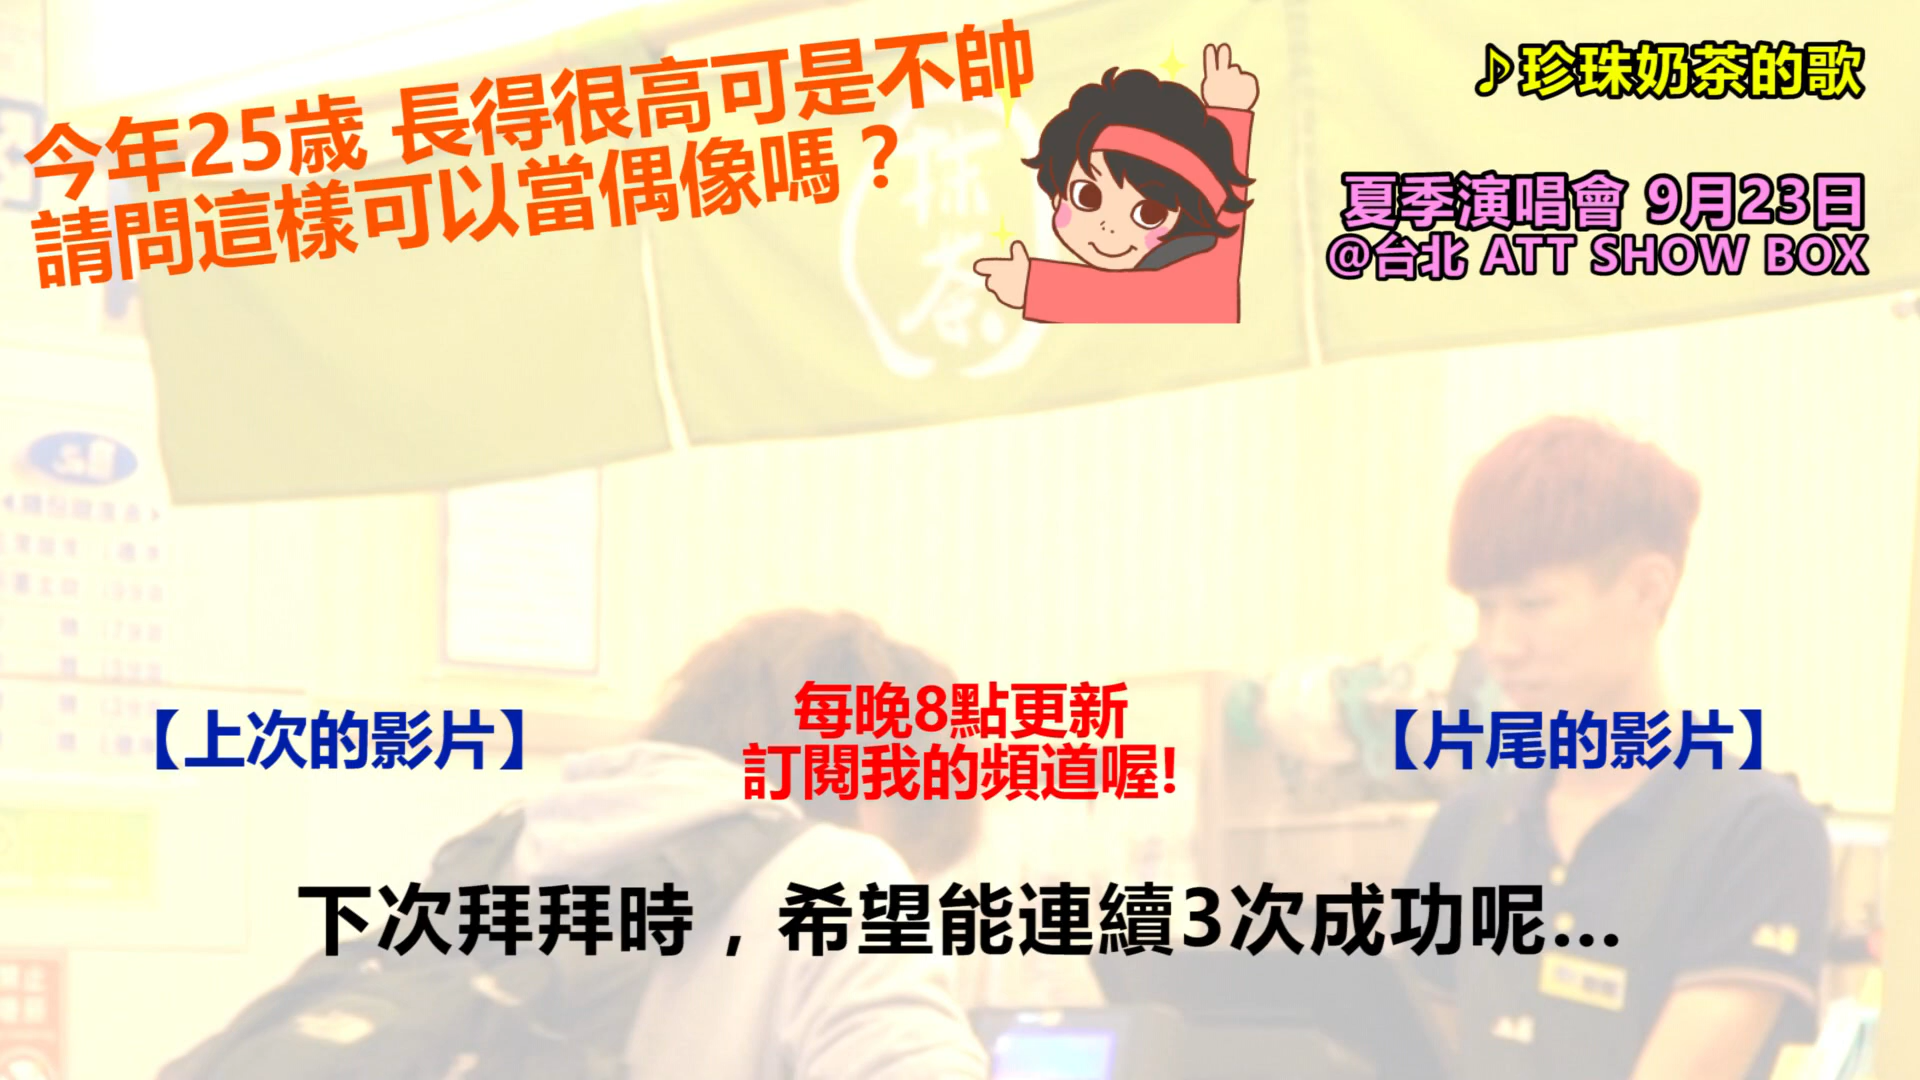 今年25歳 長得很高可是不帥
請問這樣可以當偶像嗎？
♪珍珠奶茶的歌
夏季演唱會 9月23日
@台北 ATT SHOW BOX
【上次的影片】
每晚8點更新
訂閱我的頻道喔!
【片尾的影片】
下次拜拜時，希望能連續3次成功呢...